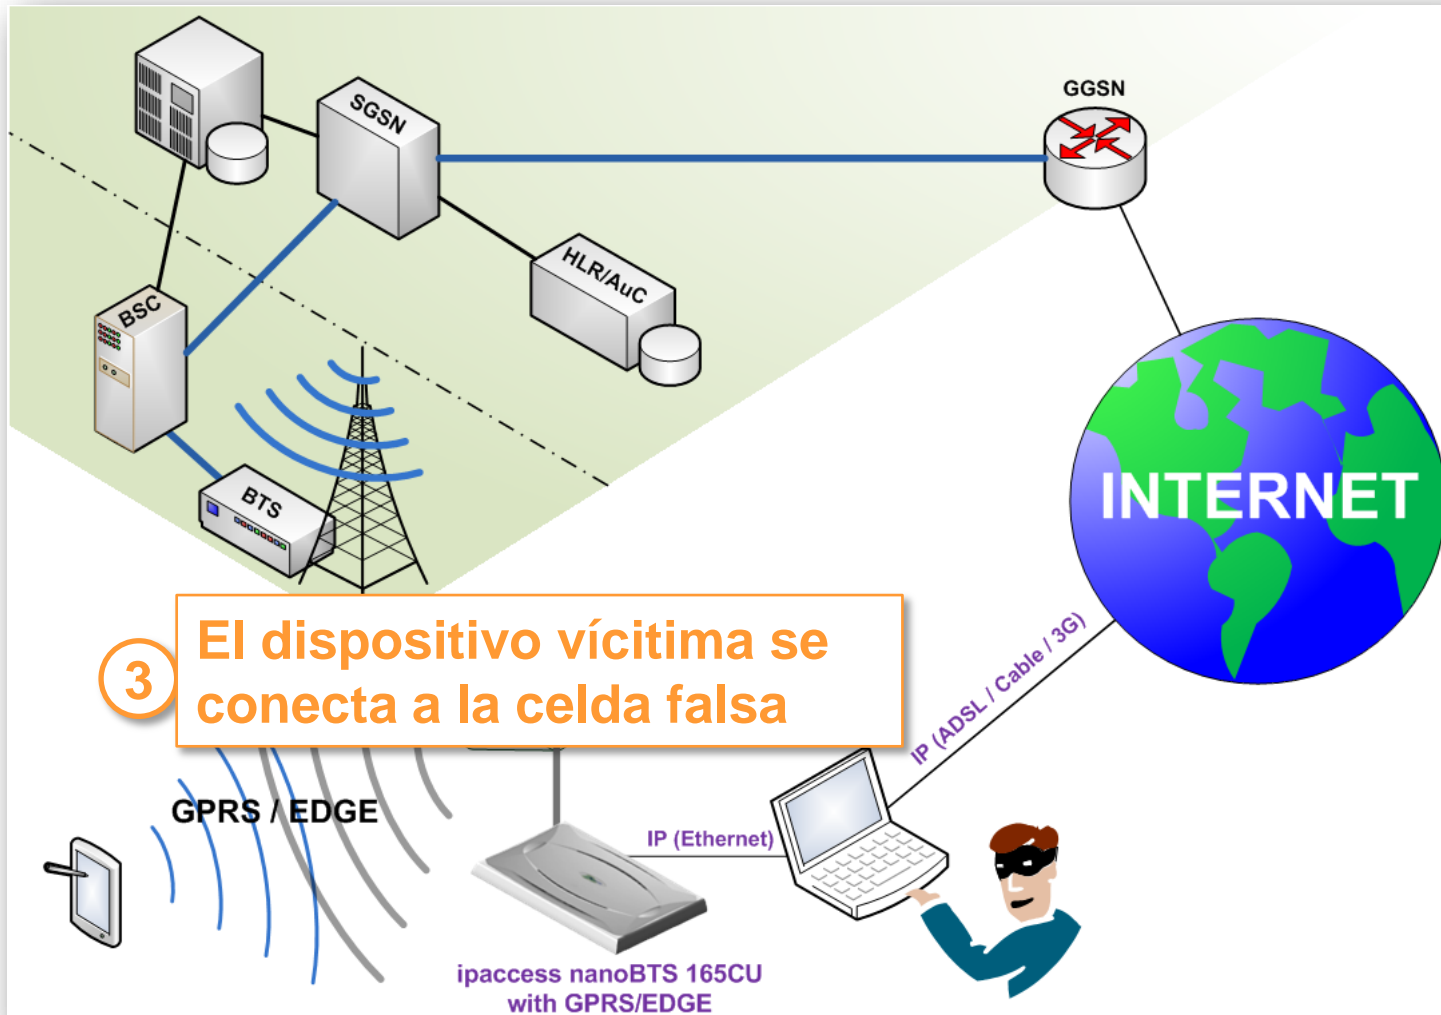 SGSN
GGSN
HLR/AuC
BSC
BTS
INTERNET
3
El dispositivo vícitima se
conecta a la celda falsa
IP (ADSL / Cable / 3G)
GPRS / EDGE
IP (Ethernet)
ipaccess nanoBTS 165CU
with GPRS/EDGE